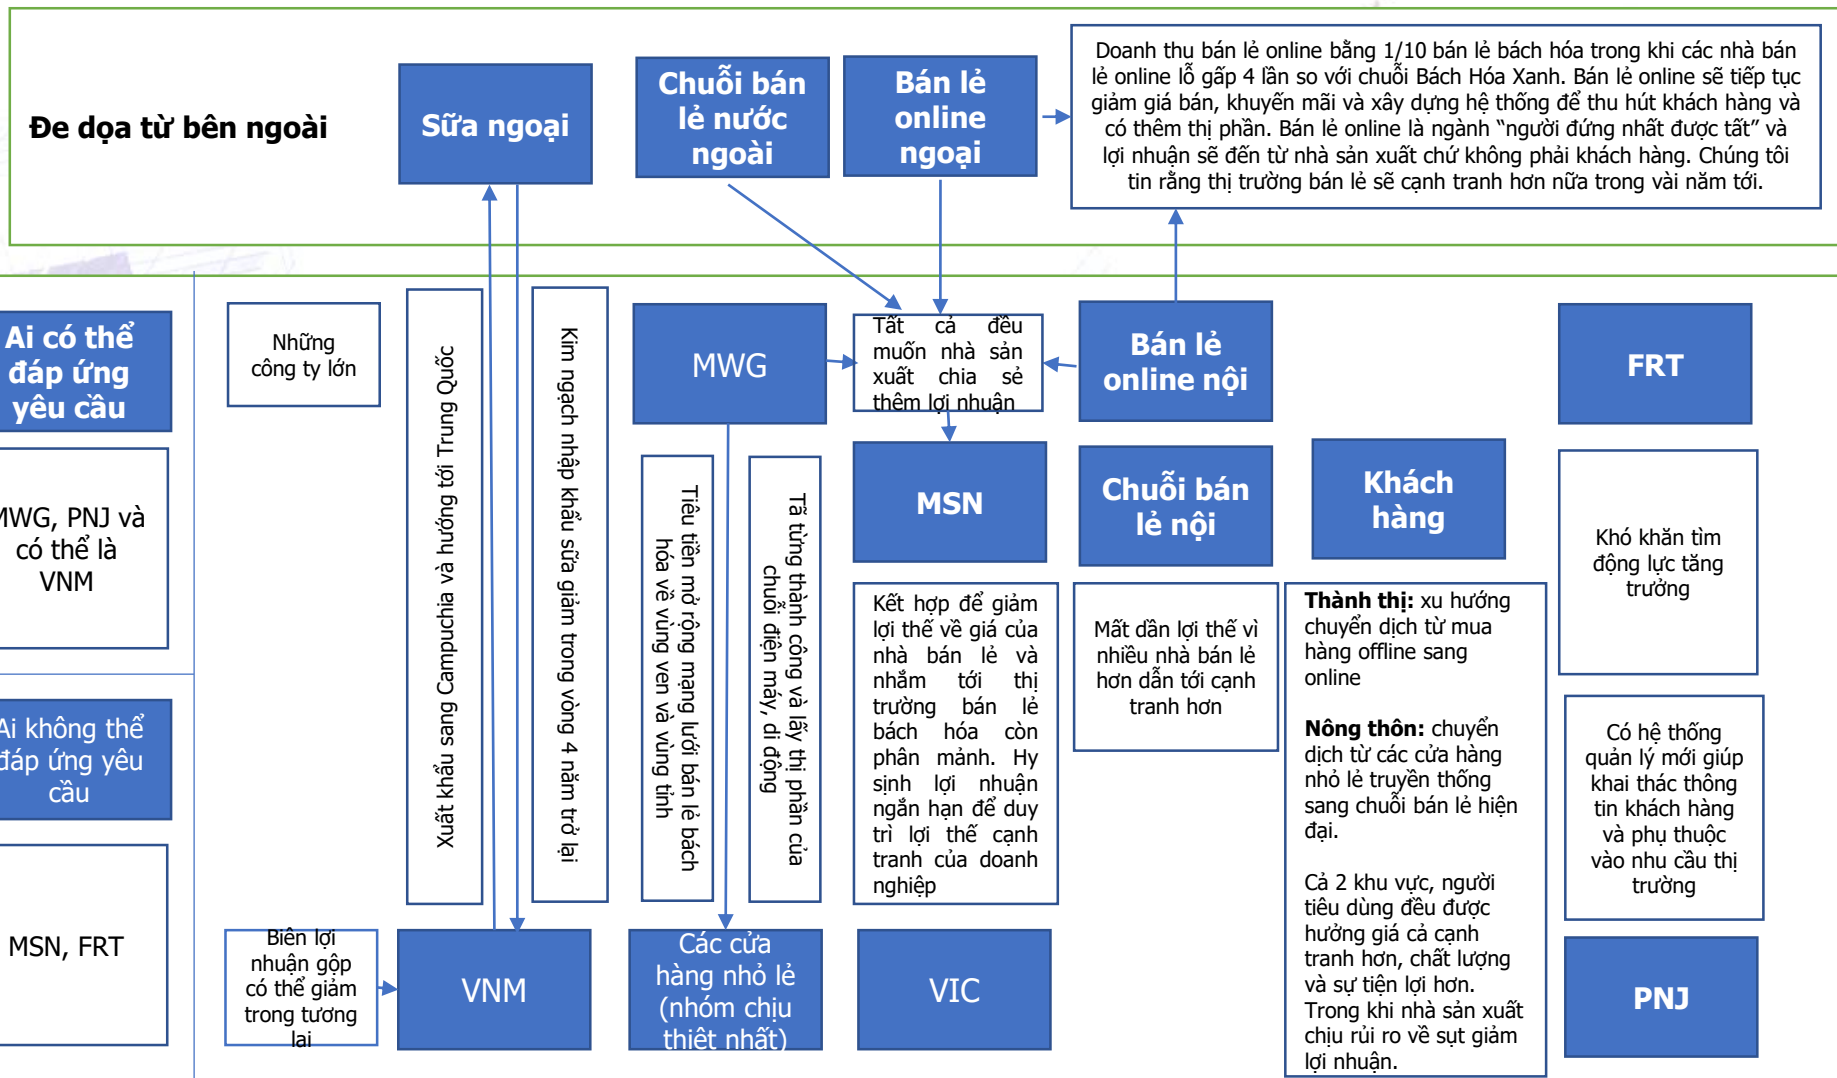 Đe dọa từ bên ngoài
Sữa ngoại
Chuỗi bán
lẻ nước
ngoài
Bán lẻ
online
ngoại
Doanh thu bán lẻ online bằng 1/10 bán lẻ bách hóa trong khi các nhà bán
lẻ online lỗ gấp 4 lần so với chuỗi Bách Hóa Xanh. Bán lẻ online sẽ tiếp tục
giảm giá bán, khuyến mãi và xây dựng hệ thống để thu hút khách hàng và
có thêm thị phần. Bán lẻ online là ngành “người đứng nhất được tất” và
lợi nhuận sẽ đến từ nhà sản xuất chứ không phải khách hàng. Chúng tôi
tin rằng thị trường bán lẻ sẽ cạnh tranh hơn nữa trong vài năm tới.
Ai có thể
đáp ứng
yêu cầu
MWG, PNJ và
có thể là
VNM
Ai không thể
đáp ứng yêu
cầu
MSN, FRT
Những
công ty lớn
Xuất khẩu sang Campuchia và hướng tới Trung Quốc
Kim ngạch nhập khẩu sữa giảm trong vòng 4 năm trở lại
Biên lợi
nhuận gộp
có thể giảm
trong tương
lai
VNM
MWG
Tiêu tiền mở rộng mạng lưới bán lẻ bách
hóa về vùng ven và vùng tỉnh
Tã từng thành công và lấy thị phần của
chuỗi điện máy, di động
Các cửa
hàng nhỏ lẻ
(nhóm chịu
thiệt nhất)
Tất cả đều
muốn nhà sản
xuất chia sẻ
thêm lợi nhuận
MSN
Kết hợp để giảm
lợi thế về giá của
nhà bán lẻ và
nhắm tới thị
trường bán lẻ
bách hóa còn
phân mảnh. Hy
sịnh lợi nhuận
ngắn hạn để duy
trì lợi thế cạnh
tranh của doanh
nghiệp
VIC
Bán lẻ
online nội
Chuỗi bán
lẻ nội
Mất dần lợi thế vì
nhiều nhà bán lẻ
hơn dẫn tới cạnh
tranh hơn
Khách
hàng
Thành thị: xu hướng
chuyển dịch từ mua
hàng offline sang
online
Nông thôn: chuyển
dịch từ các cửa hàng
nhỏ lẻ truyền thống
sang chuỗi bán lẻ hiện
đại.
Cả 2 khu vực, người
tiêu dùng đều được
hưởng giá cả cạnh
tranh hơn, chất lượng
và sự tiện lợi hơn.
Trong khi nhà sản xuất
chịu rủi ro về sụt giảm
lợi nhuận.
FRT
Khó khăn tìm
động lực tăng
trưởng
Có hệ thống
quản lý mới giúp
khai thác thông
tin khách hàng
và phụ thuộc
vào nhu cầu thị
trường
PNJ